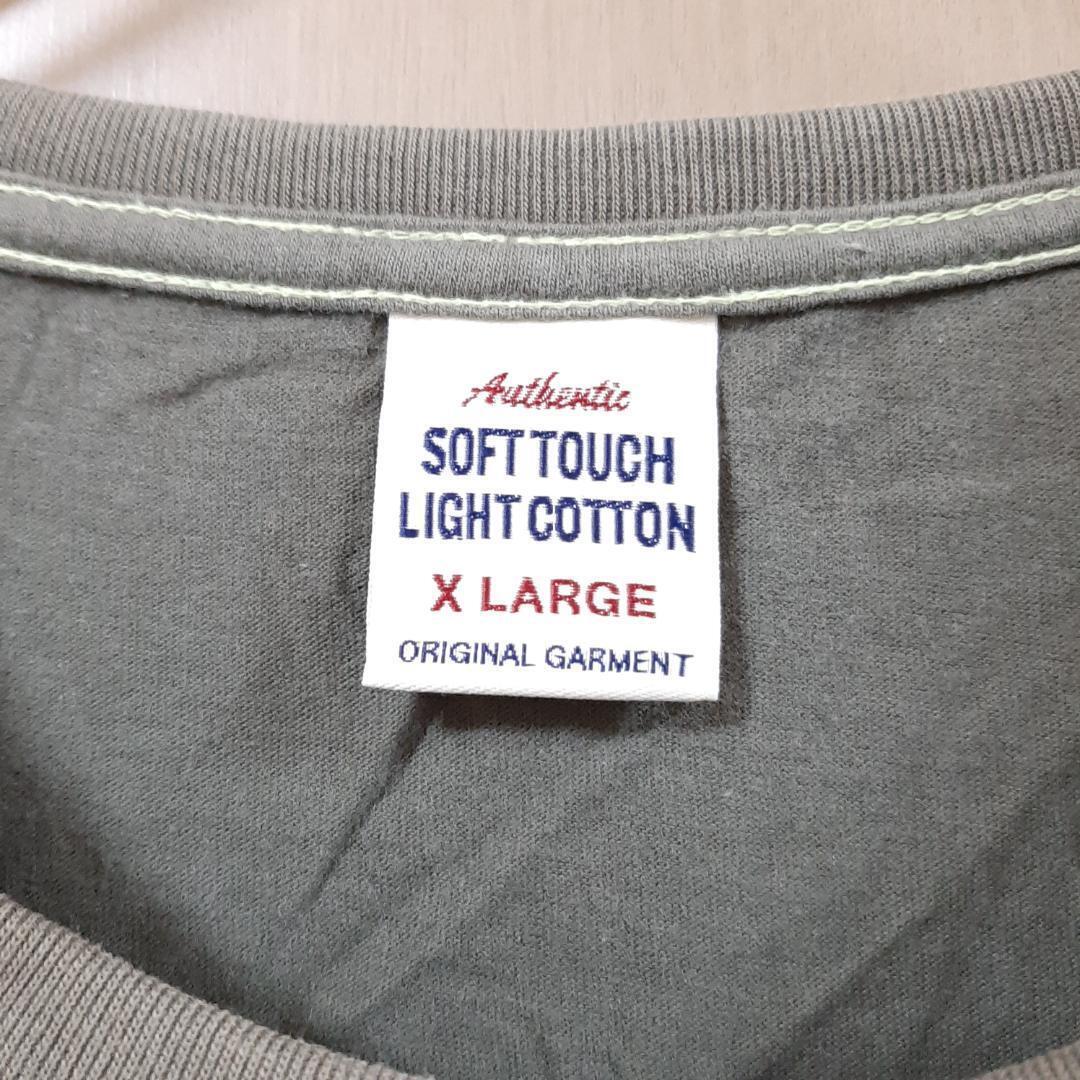 Authentic
SOFT TOUCH
LIGHT COTTON
X LARGE
ORIGINAL GARMENT